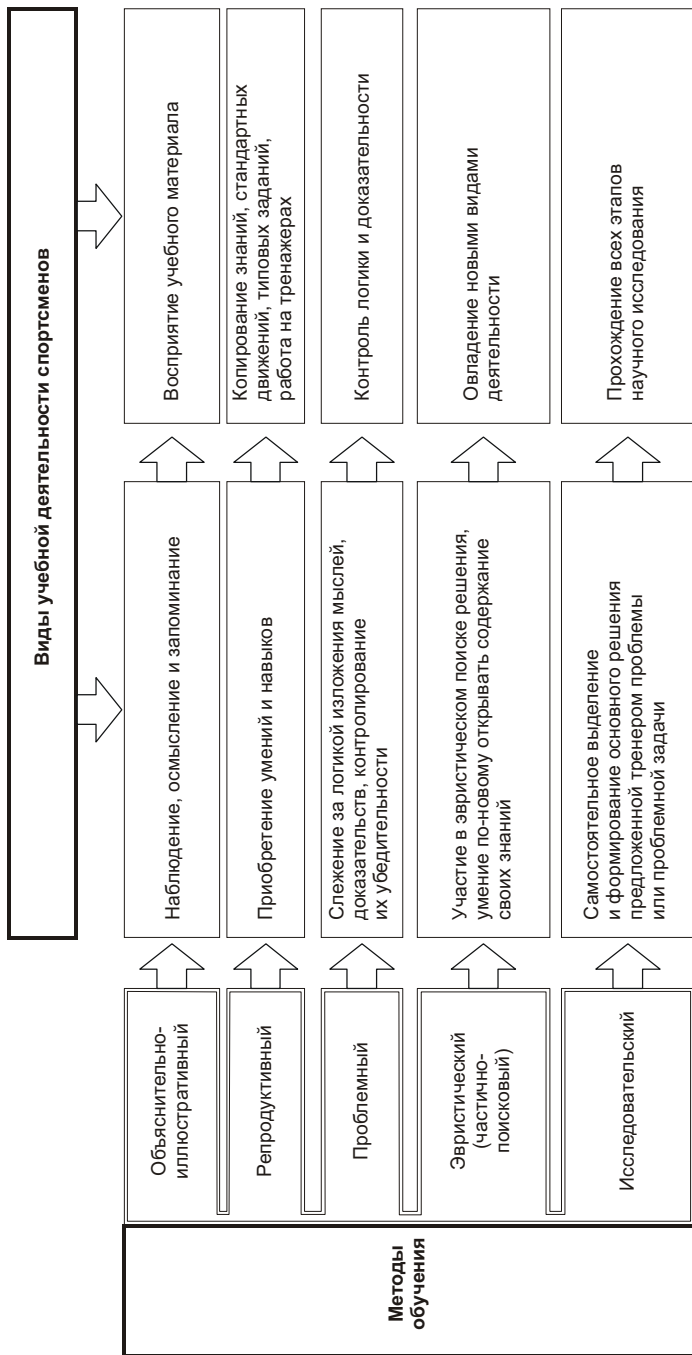 Виды учебной деятельности спортсменов
Методы
обучения
Объяснительно-
иллюстративный
Наблюдение, осмысление и запоминание
Восприятие учебного материала
Репродуктивный
Приобретение умений и навыков
Копирование знаний, стандартных
движений, типовых заданий,
работа на тренажерах
Проблемный
Слежение за логикой изложения мыслей,
доказательств, контролирование
их убедительности
Контроль логики и доказательности
Эвристический
(частично-
поисковый)
Участие в эвристическом поиске решения,
умение по-новому открывать содержание
своих знаний
Овладение новыми видами
деятельности
Исследовательский
Самостоятельное выделение
и формирование основного решения
предложенной тренером проблемы
или проблемной задачи
Прохождение всех этапов
научного исследования